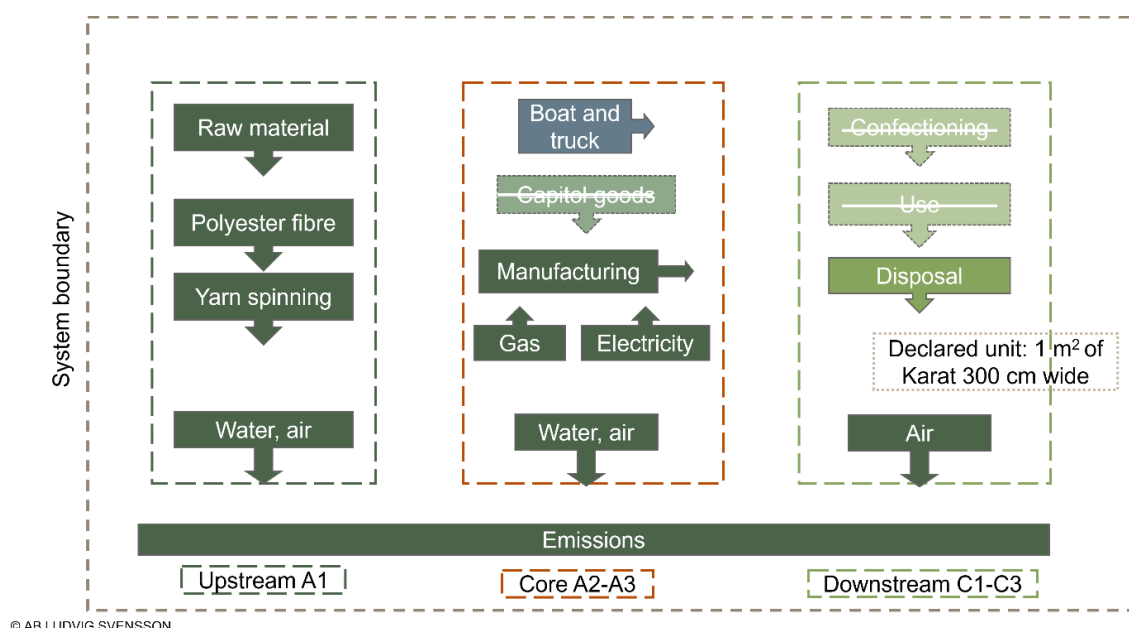 System boundary
Raw material
Polyester fibre
Yarn spinning
Water, air
Boat and
truck
Capitol goods
Manufacturing
Gas
Electricity
Water, air
Confectioning
Use
Disposal
Declared unit: 1 m² of
Karat 300 cm wide
Air
Emissions
Upstream A1
Core A2-A3
Downstream C1-C3
© AB LUDVIG SVENSSON